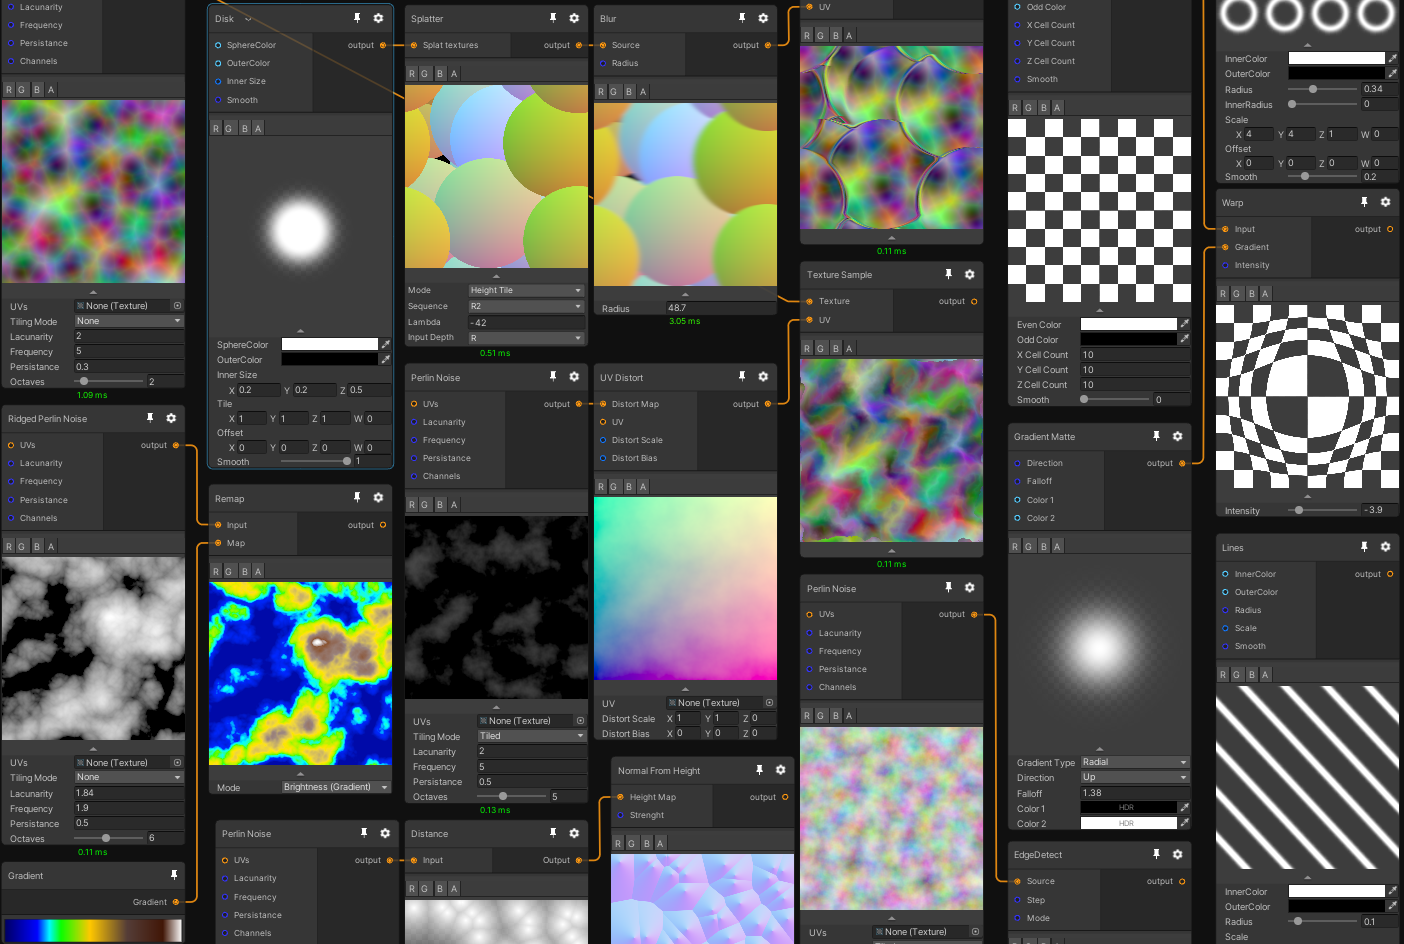 Lacunarity
Frequency
Persistance
Channels
R G B A
UVs None (Texture)
Tiling Mode None
Lacunarity 2
Frequency 5
Persistance 0.3
Octaves 2
1.09 ms
Ridged Perlin Noise
UVs output
Lacunarity
Frequency
Persistance
Channels
R G B A
UVs None (Texture)
Tiling Mode None
Lacunarity 1.84
Frequency 1.9
Persistance 0.5
Octaves 6
0.11 ms
Gradient
Gradient
Disk
SphereColor output
OuterColor
Inner Size
Smooth
R G B A
SphereColor
OuterColor
Inner Size
X 0.2 Y 0.2 Z 0.5
Tile
X 1 Y 1 Z 1 W 0
Offset
X 0 Y 0 Z 0 W 0
Smooth 1
Remap
Input output
Map
R G B A
Mode Brightness (Gradient)
Perlin Noise
UVs output
Lacunarity
Frequency
Persistance
Channels
Splatter
Splat textures output
R G B A
Mode Height Tile
Sequence R2
Lambda -42
Input Depth R
0.51 ms
Perlin Noise
UVs output
Lacunarity
Frequency
Persistance
Channels
R G B A
UVs None (Texture)
Tiling Mode Tiled
Lacunarity 2
Frequency 5
Persistance 0.5
Octaves 5
0.13 ms
Distance
Input Output
R G B A
Blur
Source output
Radius
R G B A
Radius 48.7
3.05 ms
UV Distort
Distort Map output
UV
Distort Scale
Distort Bias
R G B A
UV None (Texture)
Distort Scale X 1 Y 1 Z 0
Distort Bias X 0 Y 0 Z 0
Normal From Height
Height Map output
Strenght
R G B A
UV
R G B A
0.11 ms
Texture Sample
Texture output
UV
R G B A
0.11 ms
Perlin Noise
UVs output
Lacunarity
Frequency
Persistance
Channels
R G B A
UVs None (Texture)
Odd Color
X Cell Count
Y Cell Count
Z Cell Count
Smooth
R G B A
Even Color
Odd Color
X Cell Count 10
Y Cell Count 10
Z Cell Count 10
Smooth 0
Gradient Matte
Direction output
Falloff
Color 1
Color 2
R G B A
Gradient Type Radial
Direction Up
Falloff 1.38
Color 1 HDR
Color 2 HDR
EdgeDetect
Source output
Step
Mode
InnerColor
OuterColor
Radius 0.34
InnerRadius 0
Scale
X 4 Y 4 Z 1 W 0
Offset
X 0 Y 0 Z 0 W 0
Smooth 0.2
Warp
Input output
Gradient
Intensity
R G B A
Intensity -3.9
Lines
InnerColor output
OuterColor
Radius
Scale
Smooth
R G B A
InnerColor
OuterColor
Radius 0.1
Scale